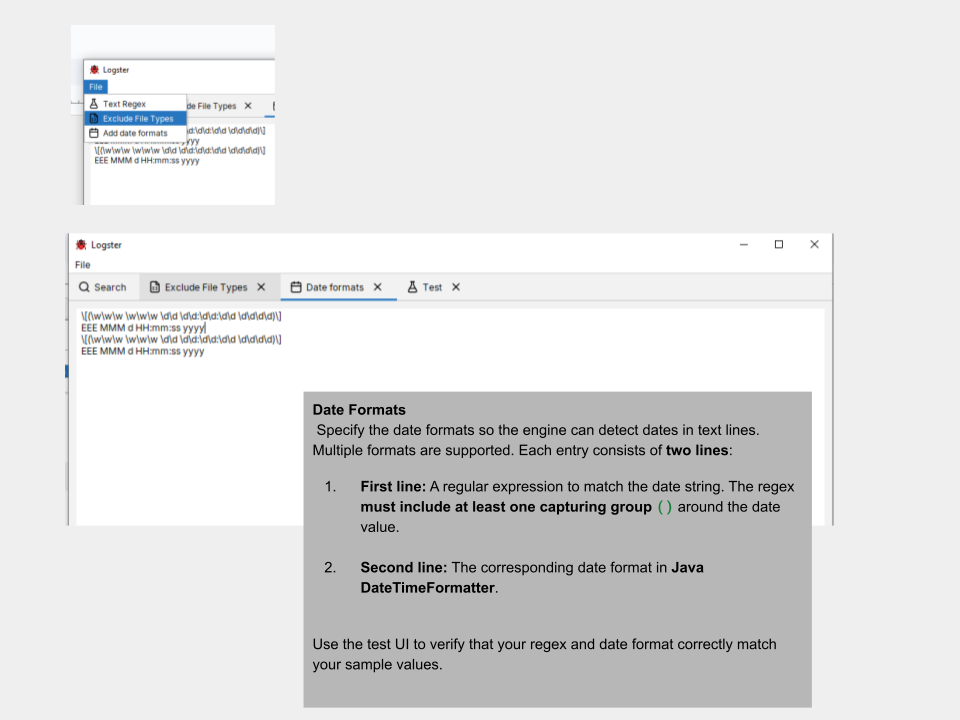 Logster
File
Text Regex
de File Types
Exclude File Types
Add date formats
d:\d\d:\d\d \d\d\d\d)\]
yyyy
\[(\w\w\w \w\w\w \d\d \d\d:\d\d:\d\d \d\d\d\d)\]
EEE MMM d HH:mm:ss yyyy
Logster
File
Search Exclude File Types Date formats Test
\[(\w\w\w \w\w\w \d\d \d\d:\d\d:\d\d \d\d\d\d)\]
EEE MMM d HH:mm:ss yyyy
\[(\w\w\w \w\w\w \d\d \d\d:\d\d:\d\d \d\d\d\d)\]
EEE MMM d HH:mm:ss yyyy
Date Formats
Specify the date formats so the engine can detect dates in text lines.
Multiple formats are supported. Each entry consists of two lines:
1. First line: A regular expression to match the date string. The regex
must include at least one capturing group () around the date
value.
2. Second line: The corresponding date format in Java
DateTimeFormatter.
Use the test UI to verify that your regex and date format correctly match
your sample values.